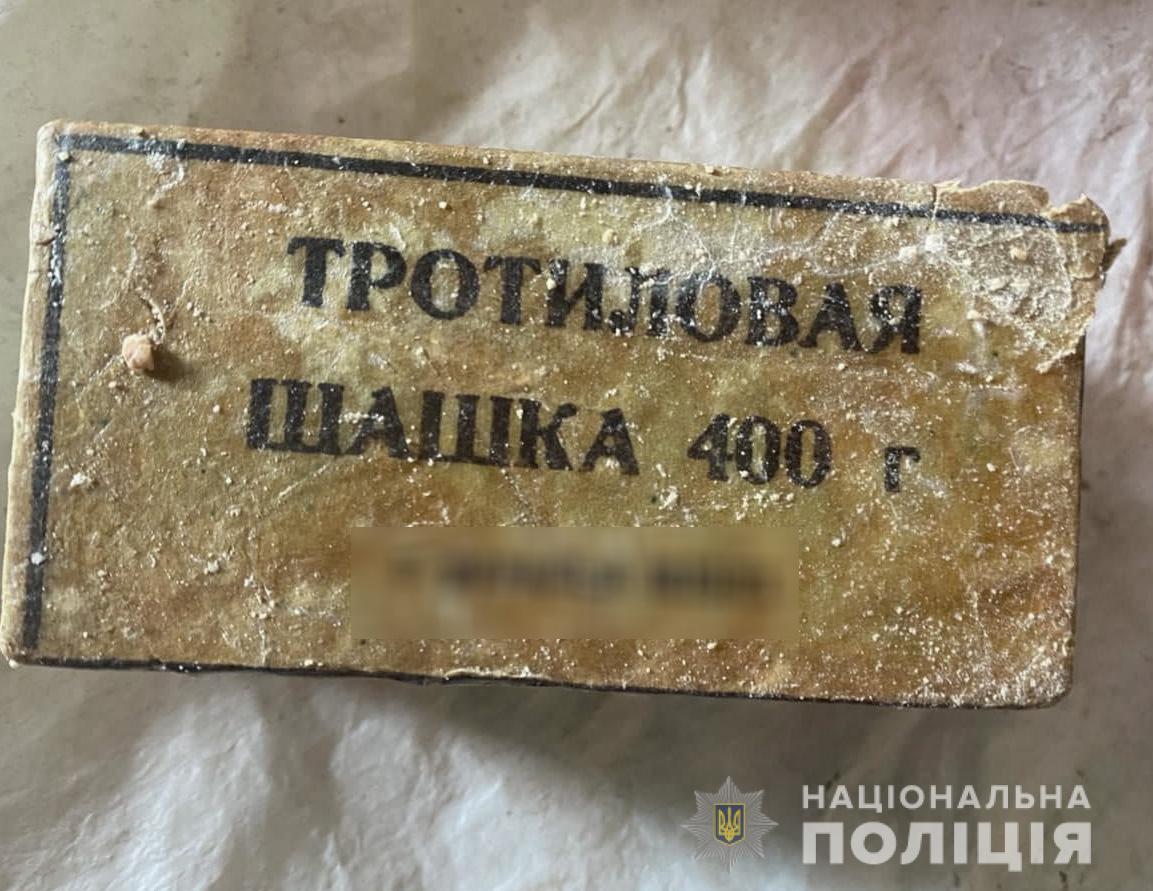 ТРОТИЛОВАЯ
ШАШКА 400 г
НАЦІОНАЛЬНА
ПОЛІЦІЯ